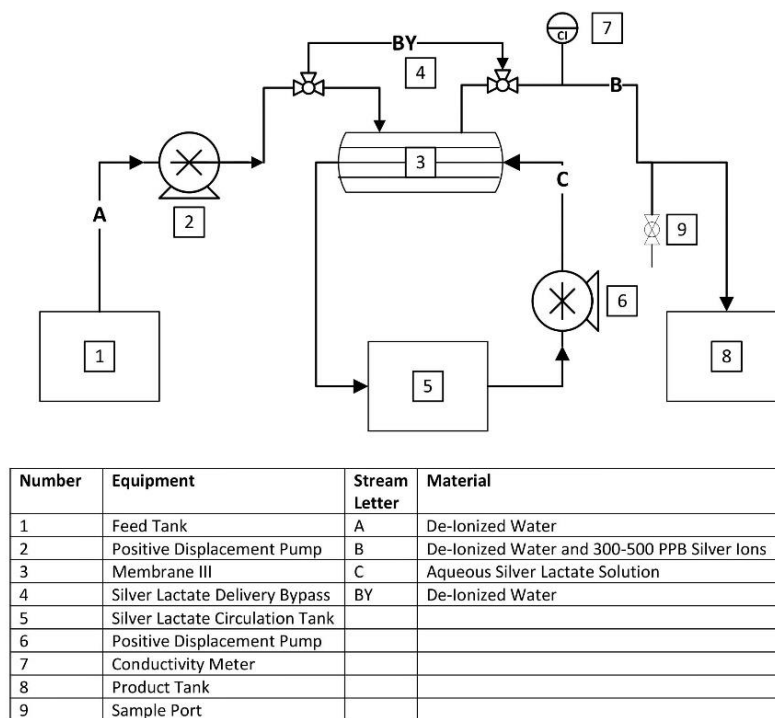 BY
7
CI
4
B
3
A
C
2
9
6
1
5
8
Number Equipment Stream Letter Material
1 Feed Tank A De-Ionized Water
2 Positive Displacement Pump B De-Ionized Water and 300-500 PPB Silver Ions
3 Membrane III C Aqueous Silver Lactate Solution
4 Silver Lactate Delivery Bypass BY De-Ionized Water
5 Silver Lactate Circulation Tank
6 Positive Displacement Pump
7 Conductivity Meter
8 Product Tank
9 Sample Port